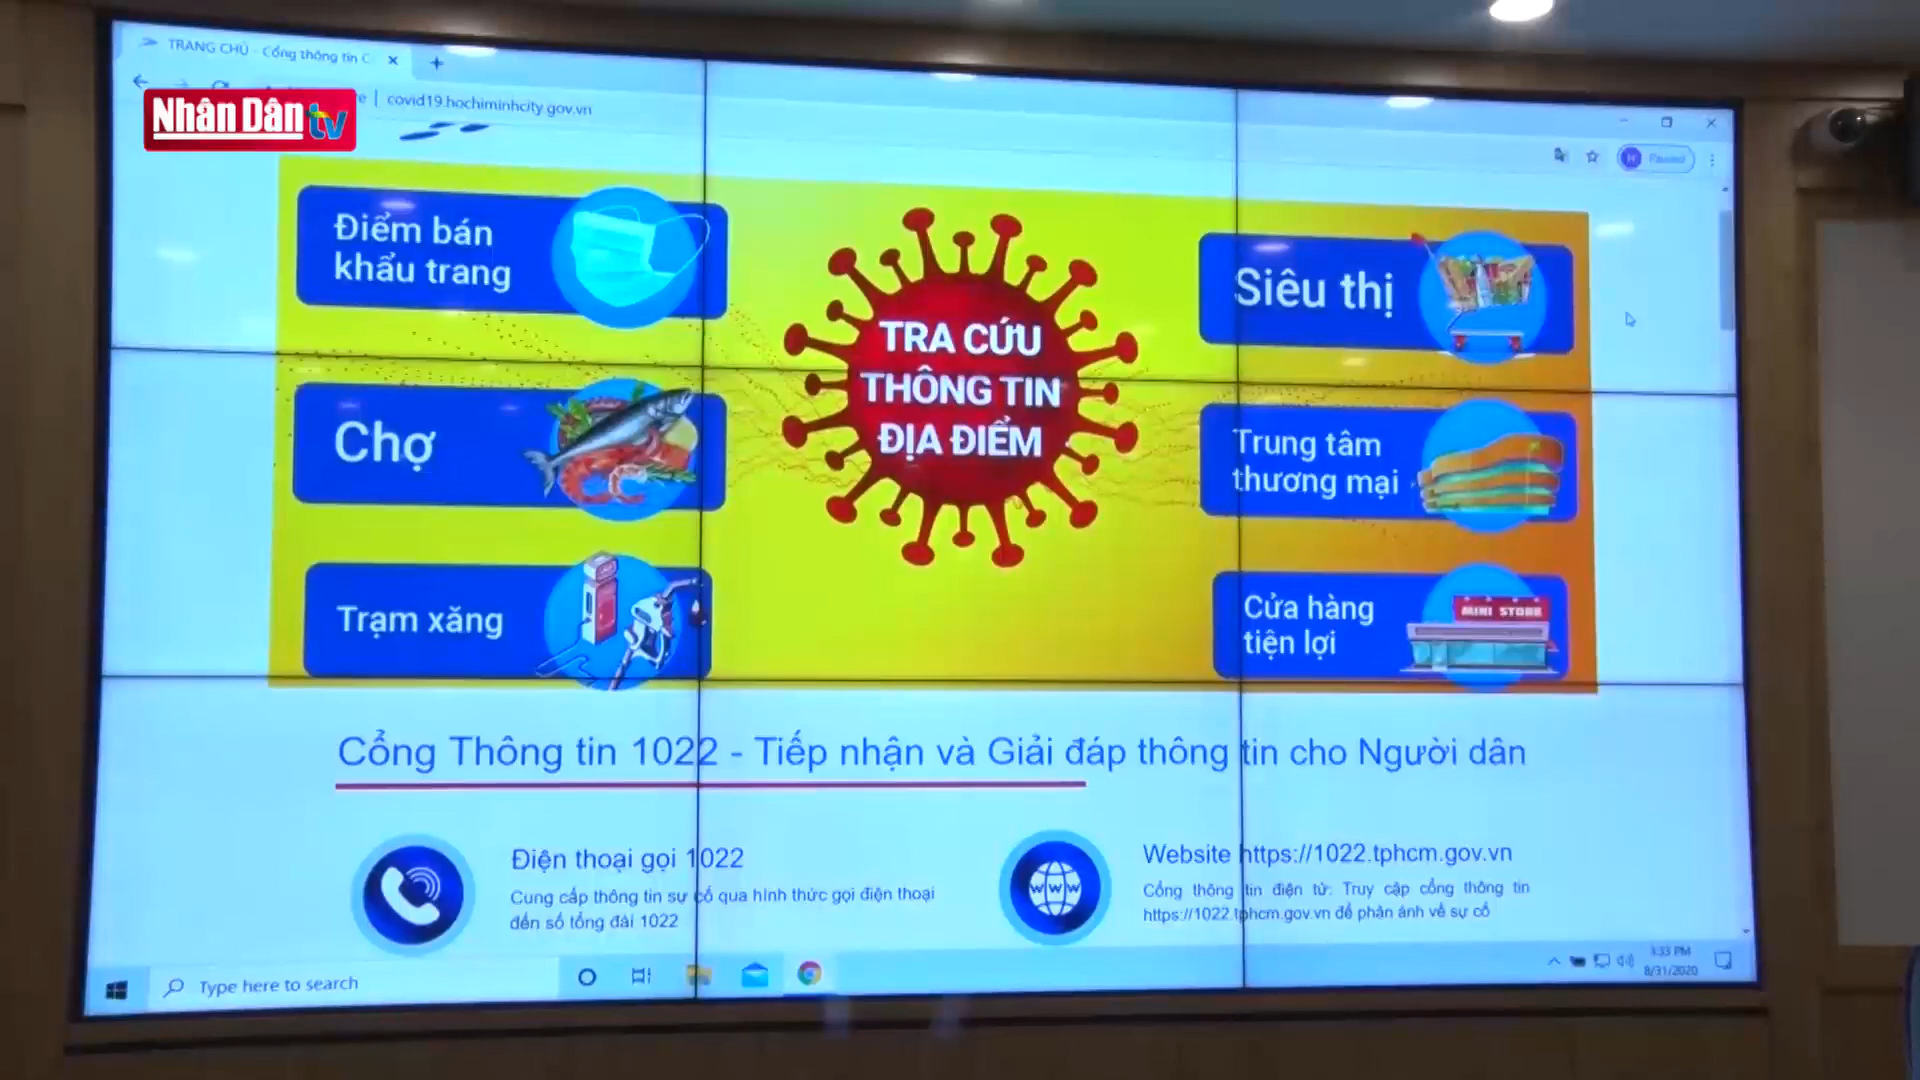 TRANG CHỦ - Cổng thông tin C
covid19.hochiminhcity.gov.vn
Nhân Dân tv
Paused
Điểm bán
khẩu trang
Chợ
Trạm xăng
TRA CỨU
THÔNG TIN
ĐỊA ĐIỂM
Siêu thị
Trung tâm
thương mại
Cửa hàng
tiện lợi
MINI STORE
Cổng Thông tin 1022 - Tiếp nhận và Giải đáp thông tin cho Người dân
Điện thoại gọi 1022
Cung cấp thông tin sự cố qua hình thức gọi điện thoại
đến số tổng đài 1022
Website https://1022.tphcm.gov.vn
Cổng thông tin điện tử: Truy cập cổng thông tin
https://1022.tphcm.gov.vn để phản ánh về sự cố
WWW
Type here to search
3:33 PM
8/31/2020